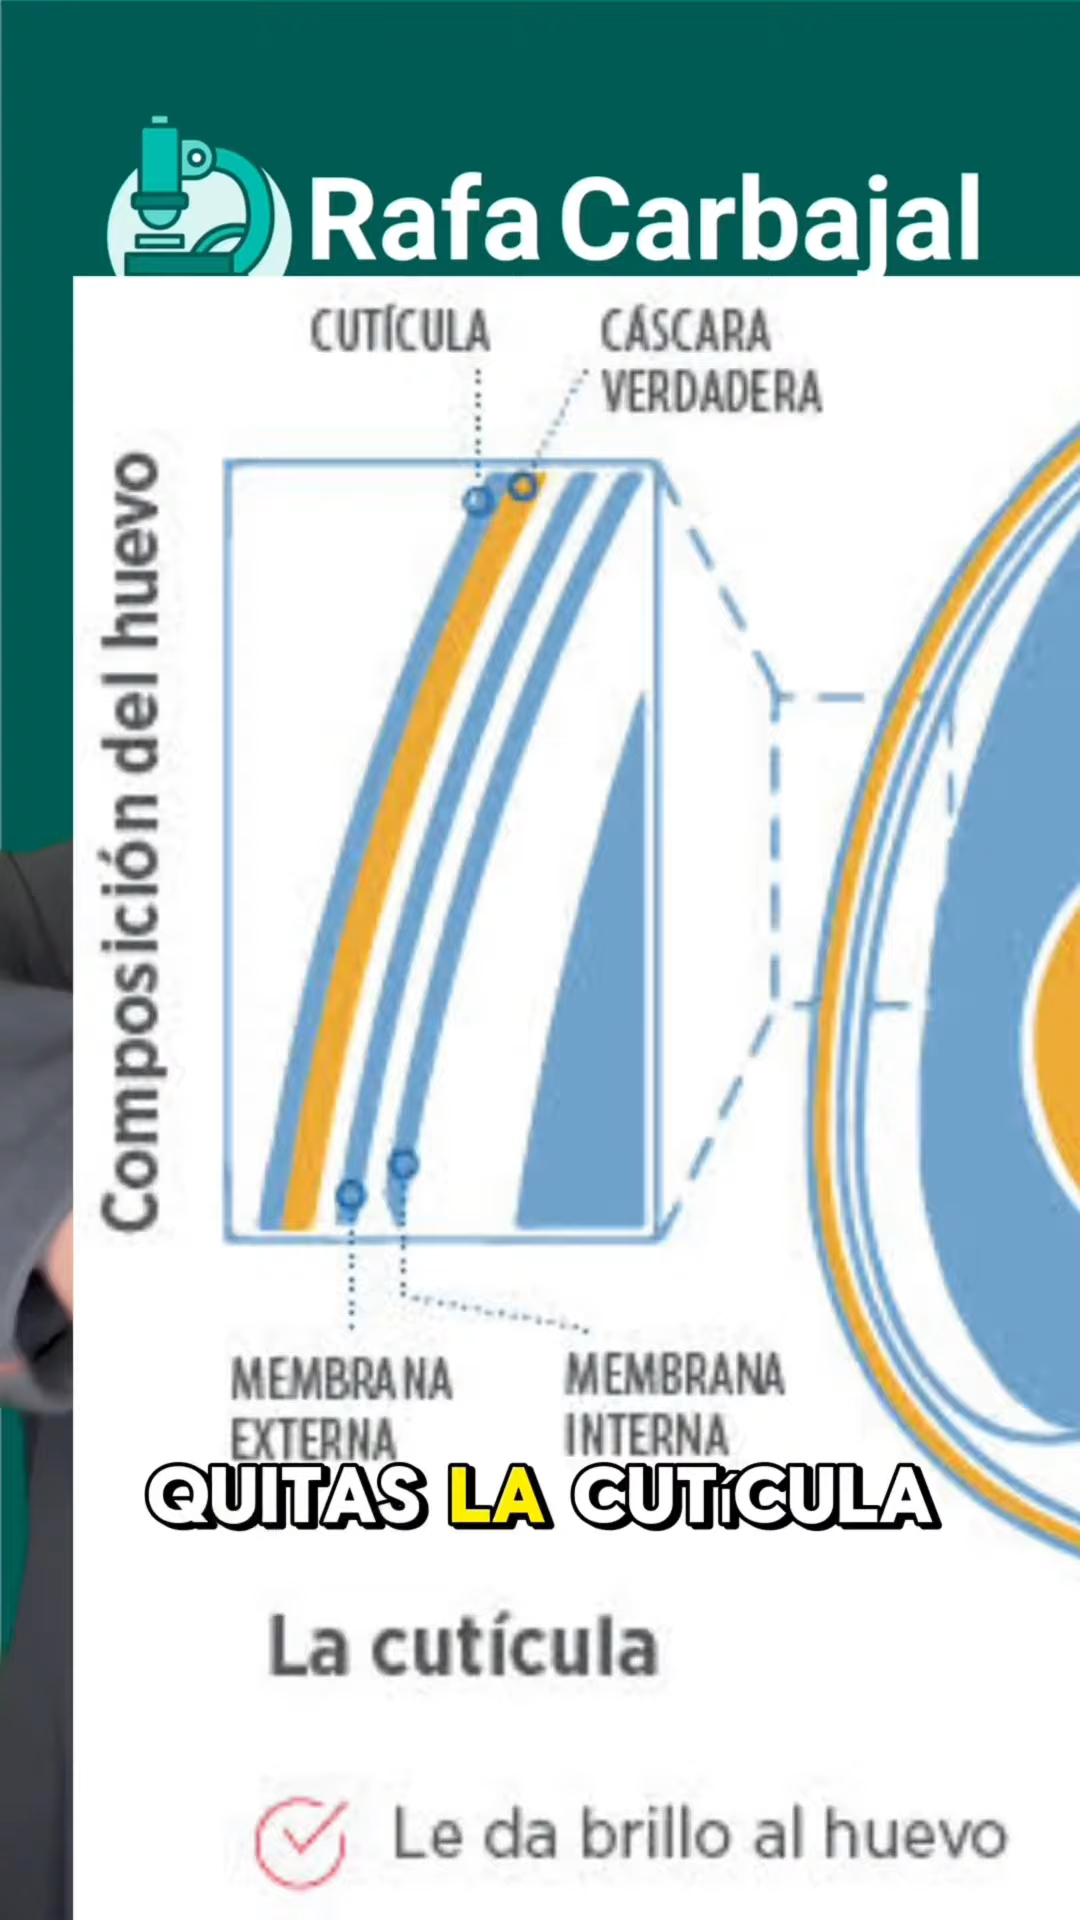 Rafa Carbajal
CUTÍCULA
CÁSCARA
VERDADERA
Composición del huevo
MEMBRANA
EXTERNA
MEMBRANA
INTERNA
QUITAS LA CUTÍCULA
La cutícula
Le da brillo al huevo